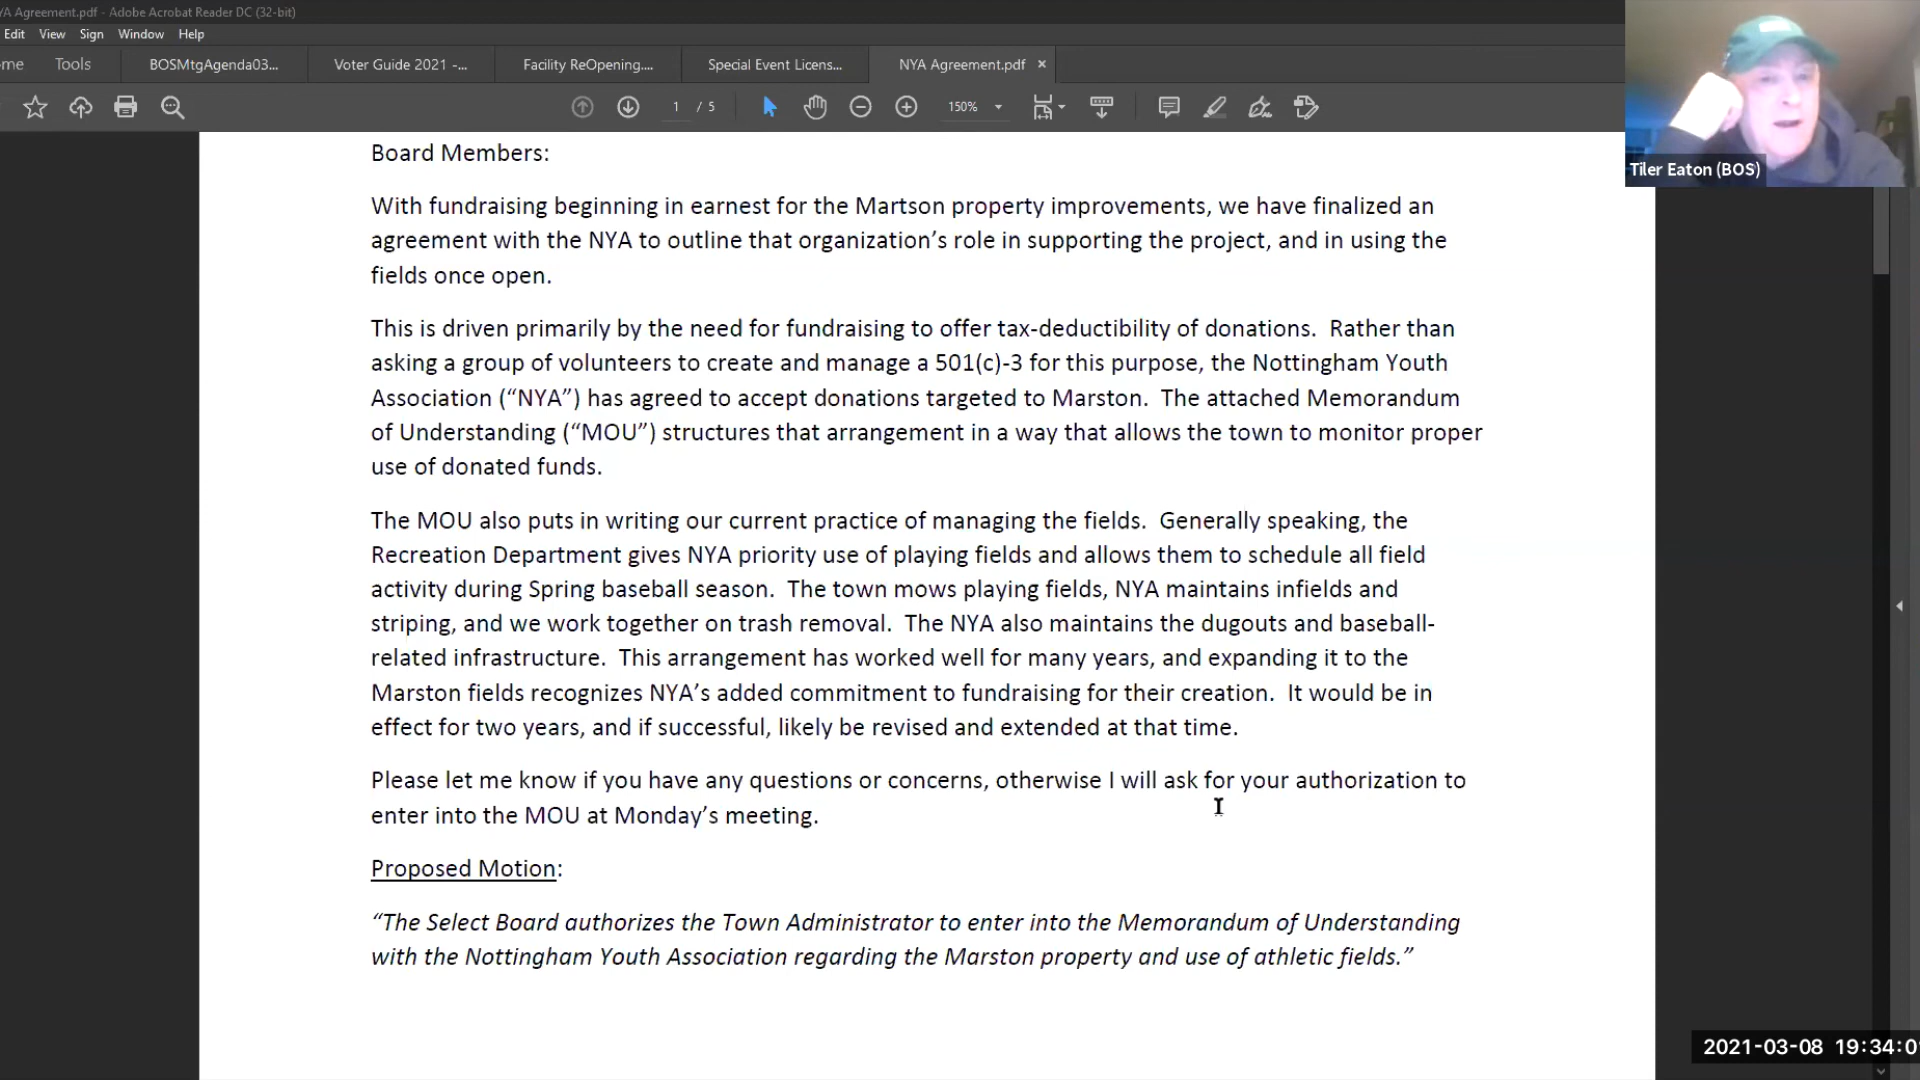 YA Agreement.pdf - Adobe Acrobat Reader DC (32-bit)
Edit View Sign Window Help
me Tools BOSMtgAgenda03... Voter Guide 2021 -... Facility ReOpening.... Special Event Licens... NYA Agreement.pdf ×
1 / 5 150%
Tiler Eaton (BOS)
Board Members:
With fundraising beginning in earnest for the Martson property improvements, we have finalized an
agreement with the NYA to outline that organization’s role in supporting the project, and in using the
fields once open.
This is driven primarily by the need for fundraising to offer tax-deductibility of donations. Rather than
asking a group of volunteers to create and manage a 501(c)-3 for this purpose, the Nottingham Youth
Association (“NYA”) has agreed to accept donations targeted to Marston. The attached Memorandum
of Understanding (“MOU”) structures that arrangement in a way that allows the town to monitor proper
use of donated funds.
The MOU also puts in writing our current practice of managing the fields. Generally speaking, the
Recreation Department gives NYA priority use of playing fields and allows them to schedule all field
activity during Spring baseball season. The town mows playing fields, NYA maintains infields and
striping, and we work together on trash removal. The NYA also maintains the dugouts and baseball-
related infrastructure. This arrangement has worked well for many years, and expanding it to the
Marston fields recognizes NYA’s added commitment to fundraising for their creation. It would be in
effect for two years, and if successful, likely be revised and extended at that time.
Please let me know if you have any questions or concerns, otherwise I will ask for your authorization to
enter into the MOU at Monday’s meeting.
Proposed Motion:
“The Select Board authorizes the Town Administrator to enter into the Memorandum of Understanding
with the Nottingham Youth Association regarding the Marston property and use of athletic fields.”
2021-03-08 19:34:0